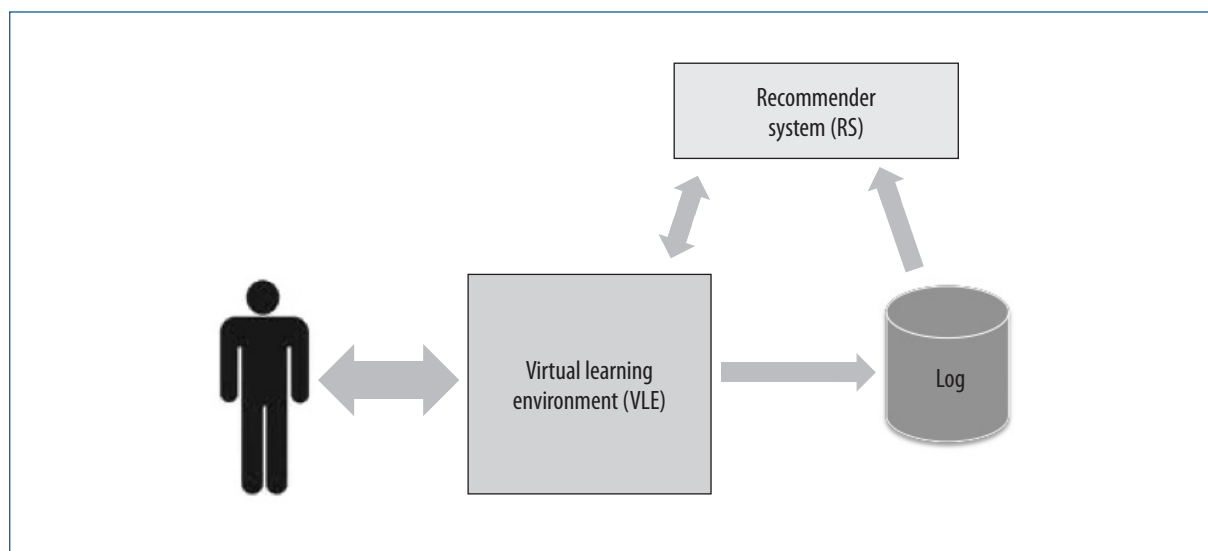 Recommender
system (RS)
Virtual learning
environment (VLE)
Log